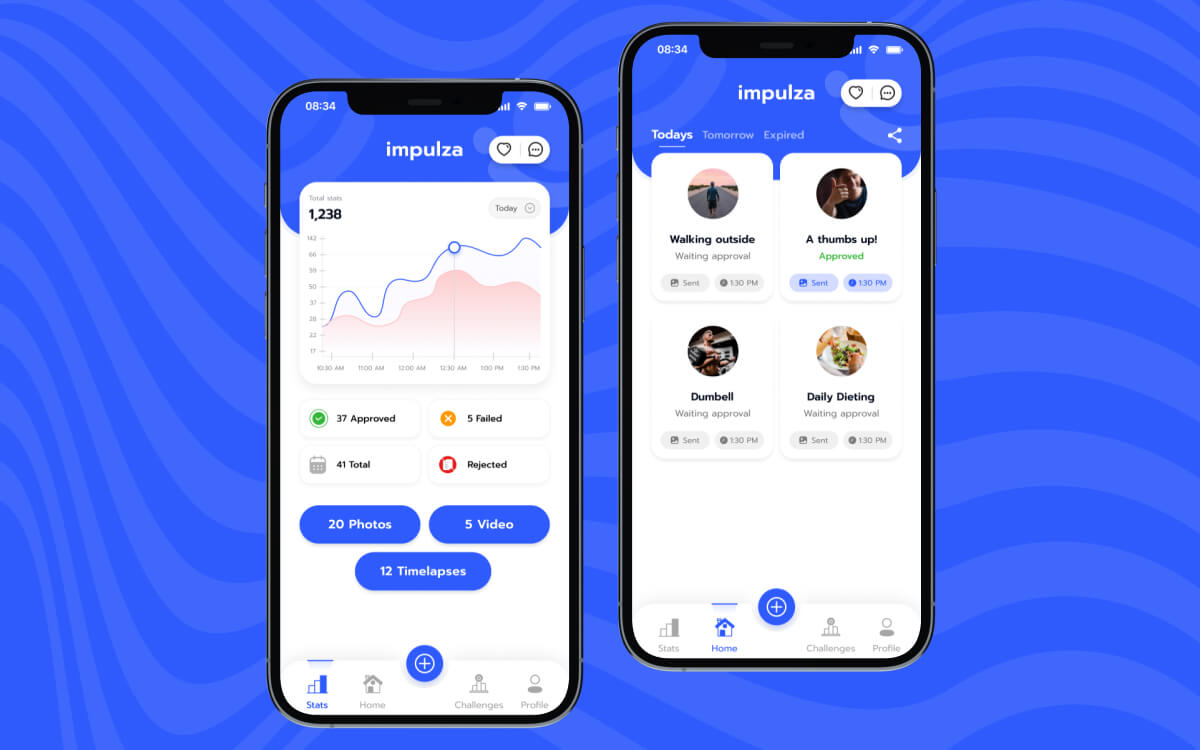 08:34
impulza
Total stats
1,238
Today
142
66
59
50
37
28
22
17
10:30 AM 11:00 AM 12:00 AM 12:30 AM 1:00 PM 1:30 PM
37 Approved
5 Failed
41 Total
Rejected
20 Photos
5 Video
12 Timelapses
Stats Home Challenges Profile
08:34
impulza
Todays Tomorrow Expired
Walking outside
Waiting approval
Sent 1:30 PM
A thumbs up!
Approved
Sent 1:30 PM
Dumbell
Waiting approval
Sent 1:30 PM
Daily Dieting
Waiting approval
Sent 1:30 PM
Stats Home Challenges Profile